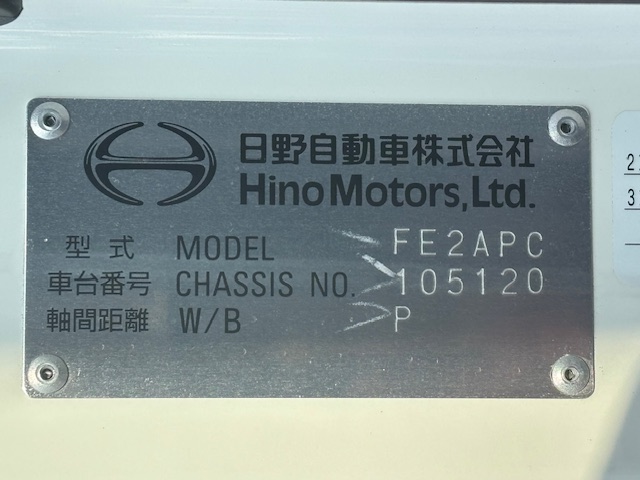 日野自動車株式会社
Hino Motors, Ltd.
型式 MODEL FE2APC
車台番号 CHASSIS NO. 105120
軸間距離 W/B P